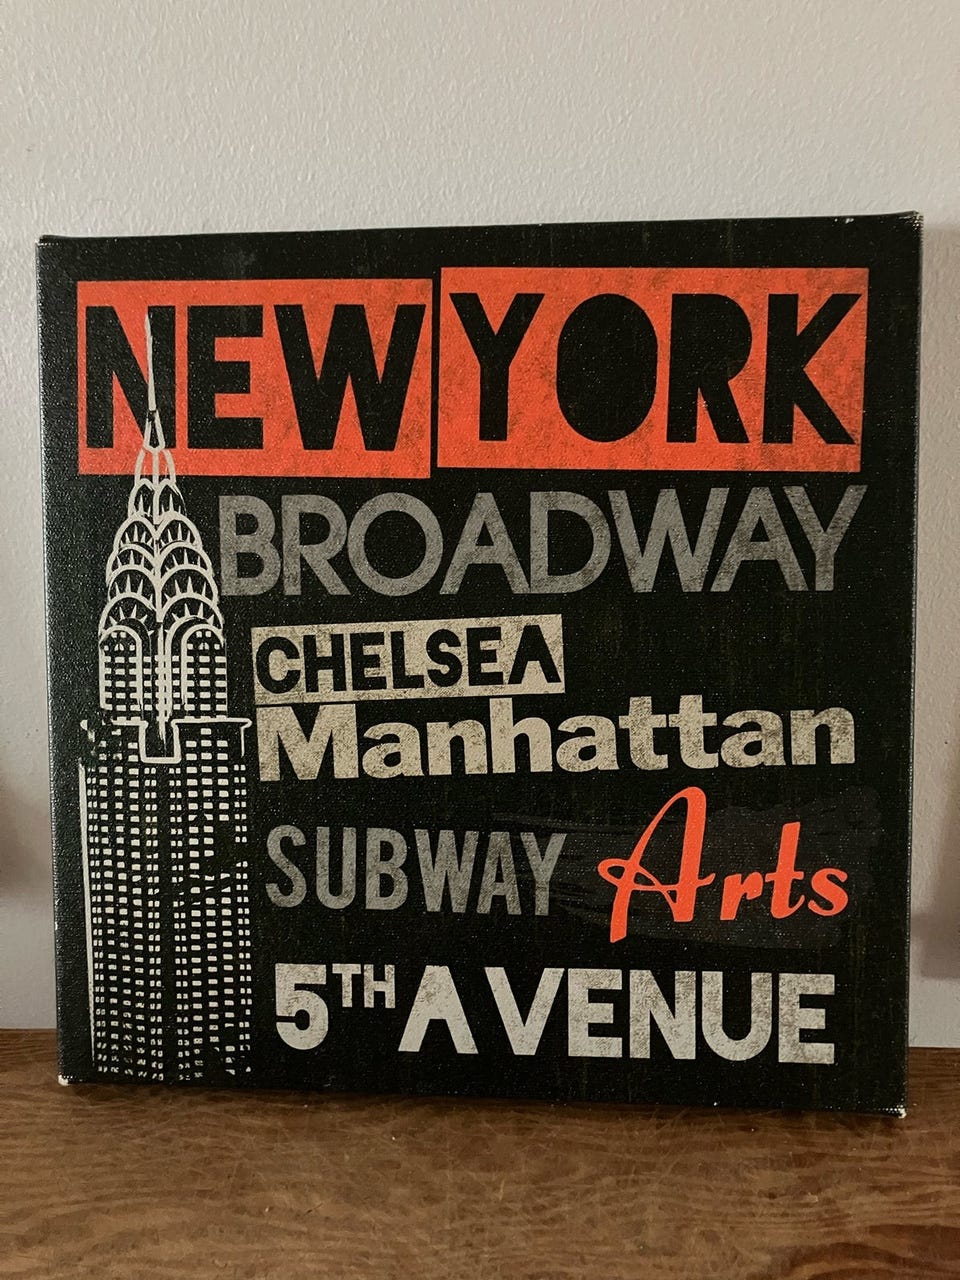 NEW YORK
BROADWAY
CHELSEA
Manhattan
SUBWAY Arts
5TH AVENUE